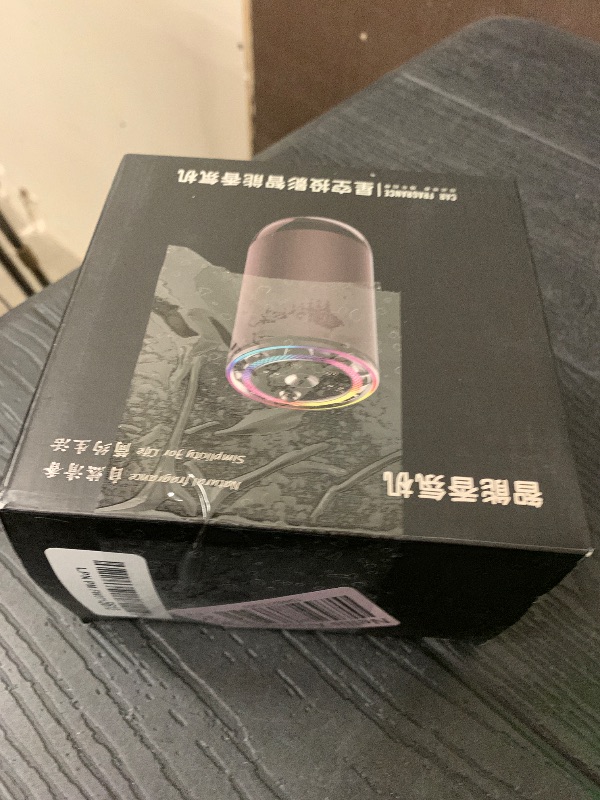 智能香氛机
Natural fragrance 自然清香
Simplicity For Life 简约生活
CAR FRAGRANCE | 星空投影智能香氛机